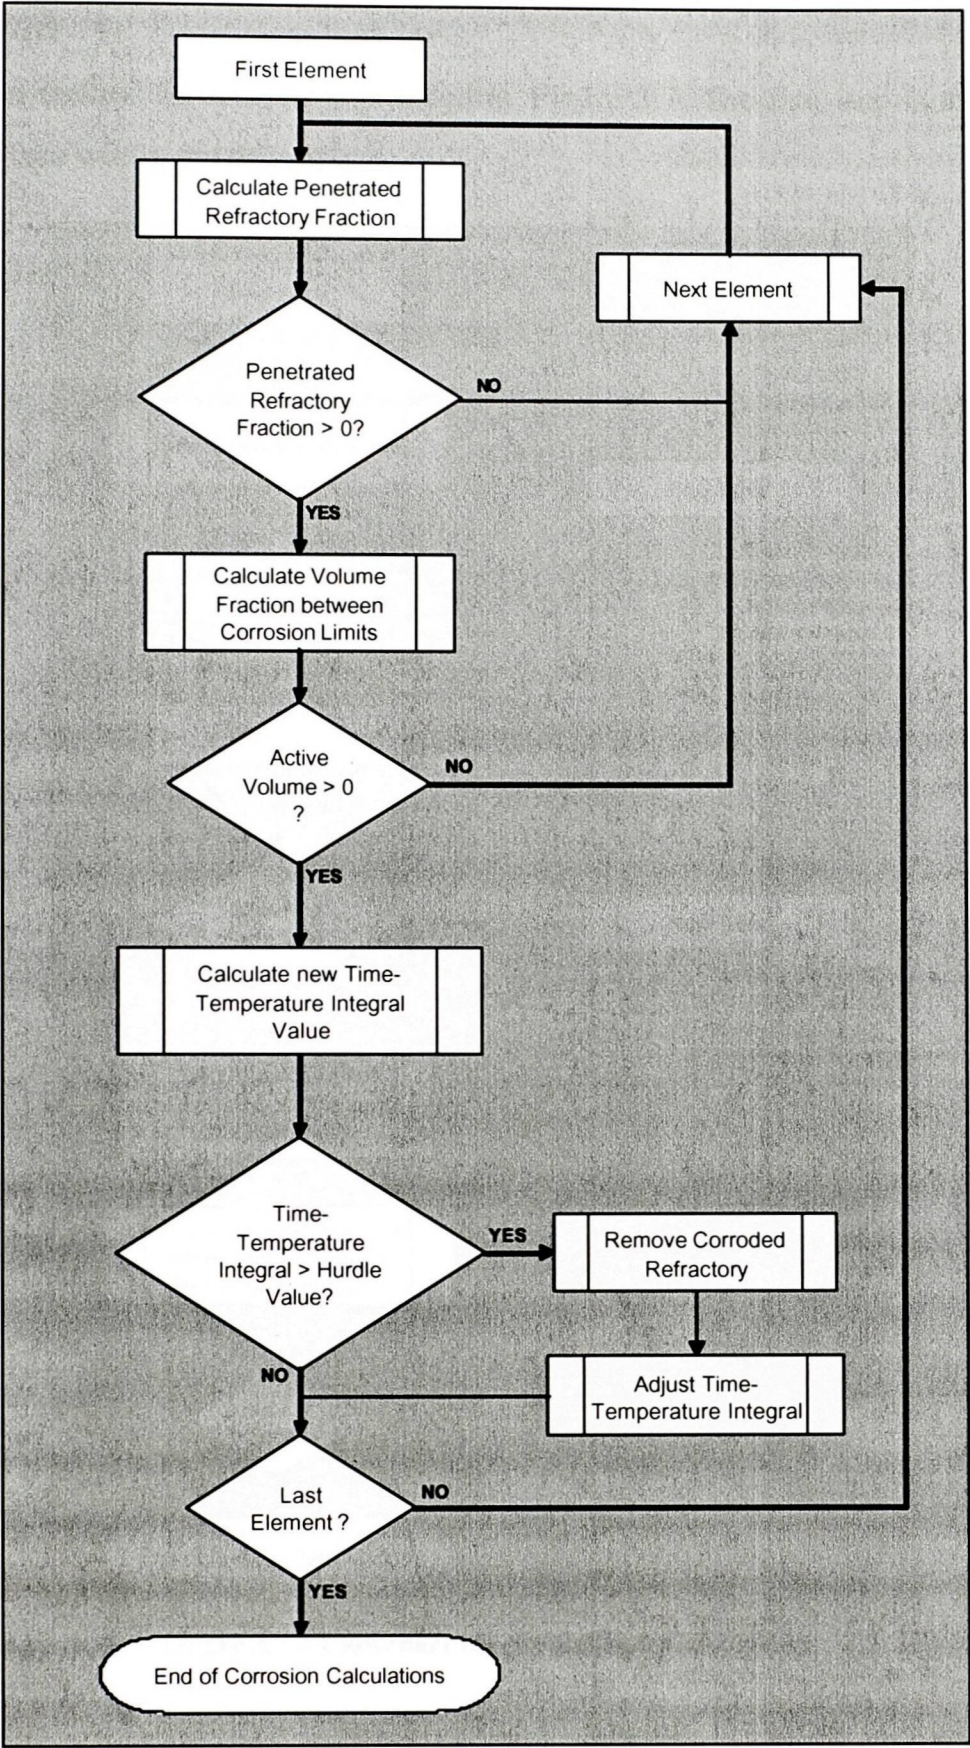 First Element
Calculate Penetrated
Refractory Fraction
Next Element
Penetrated
Refractory
Fraction > 0?
NO
YES
Calculate Volume
Fraction between
Corrosion Limits
Active
Volume > 0
?
NO
YES
Calculate new Time-
Temperature Integral
Value
Time-
Temperature
Integral > Hurdle
Value?
YES
Remove Corroded
Refractory
NO
Adjust Time-
Temperature Integral
Last
Element ?
NO
YES
End of Corrosion Calculations